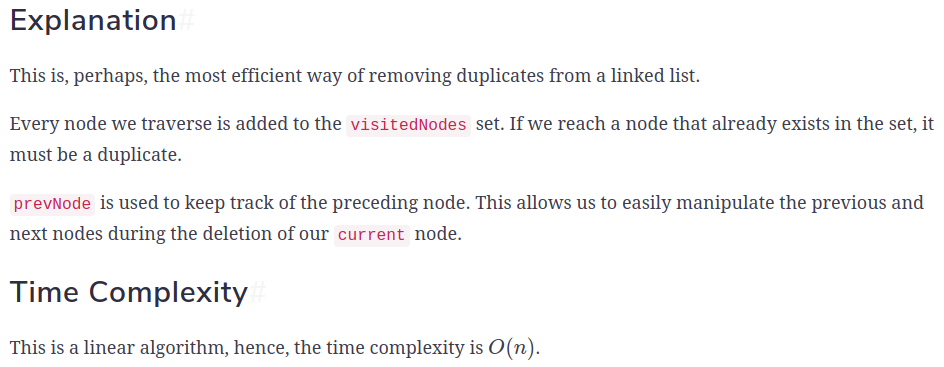 Explanation#
This is, perhaps, the most efficient way of removing duplicates from a linked list.
Every node we traverse is added to the visitedNodes set. If we reach a node that already exists in the set, it
must be a duplicate.
prevNode is used to keep track of the preceding node. This allows us to easily manipulate the previous and
next nodes during the deletion of our current node.
Time Complexity#
This is a linear algorithm, hence, the time complexity is O(n).